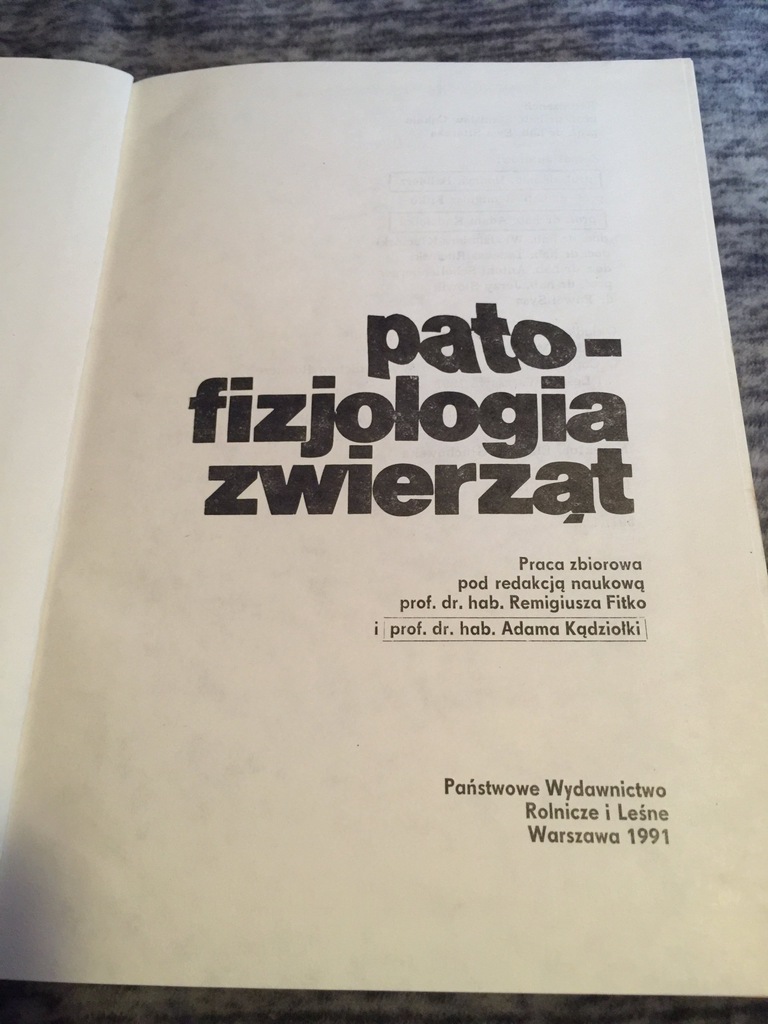 pato-
fizjologia
zwierząt
Praca zbiorowa
pod redakcją naukową
prof. dr. hab. Remigiusza Fitko
i prof. dr. hab. Adama Kądziołki
Państwowe Wydawnictwo
Rolnicze i Leśne
Warszawa 1991